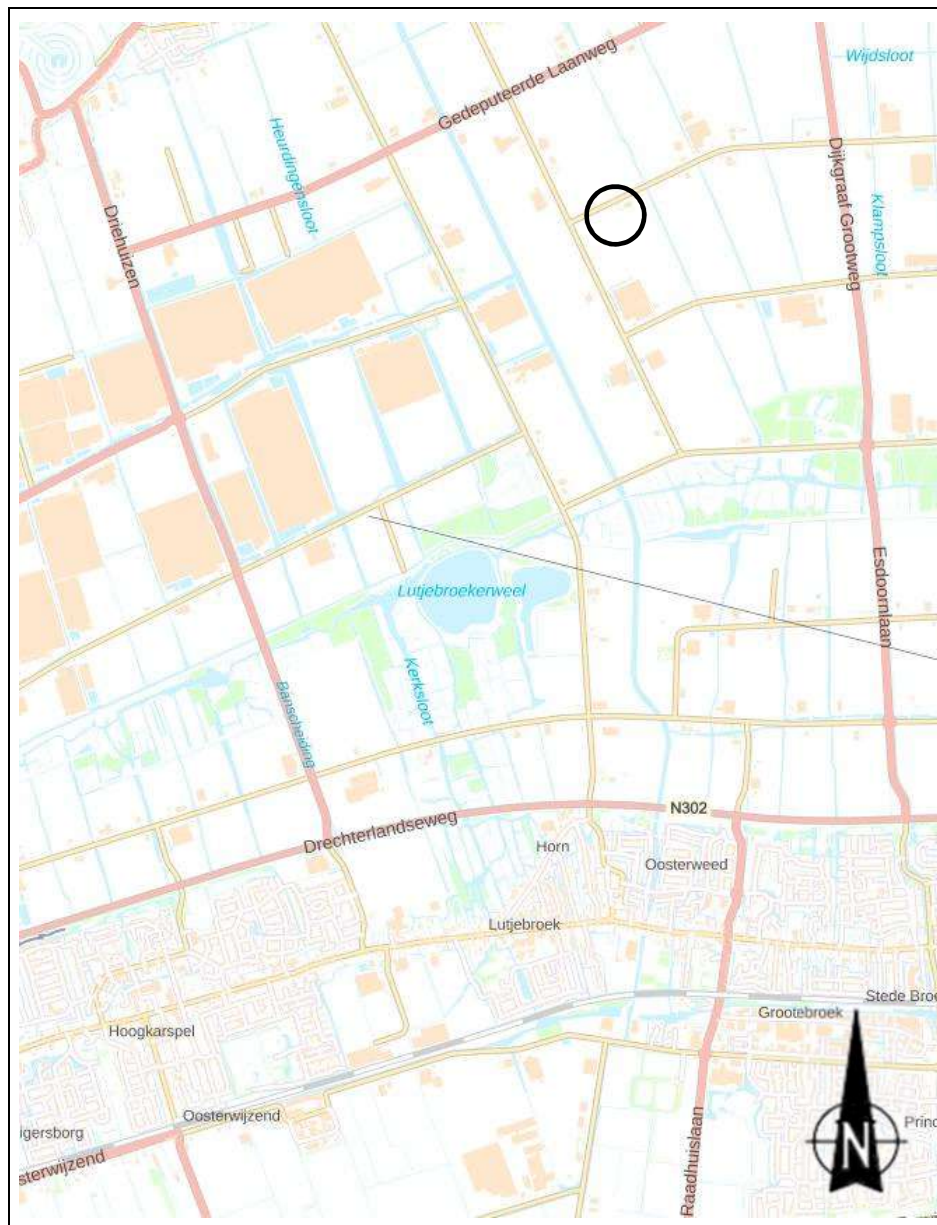 Wijdsloot
Gedeputeerde Laanweg
Heurdingensloot
Dijkgraaf Grootweg
Klampsloot
Driehuizen
Lutjebroekerweel
Esdoornlaan
Kerksloot
Banscheiding
N302
Drechterlandseweg
Horn
Oosterweed
Lutjebroek
Stede Broe
Grootebroek
Hoogkarspel
Oosterwijzend
Princ
igersborg
sterwijzend
Raadhuislaan
N